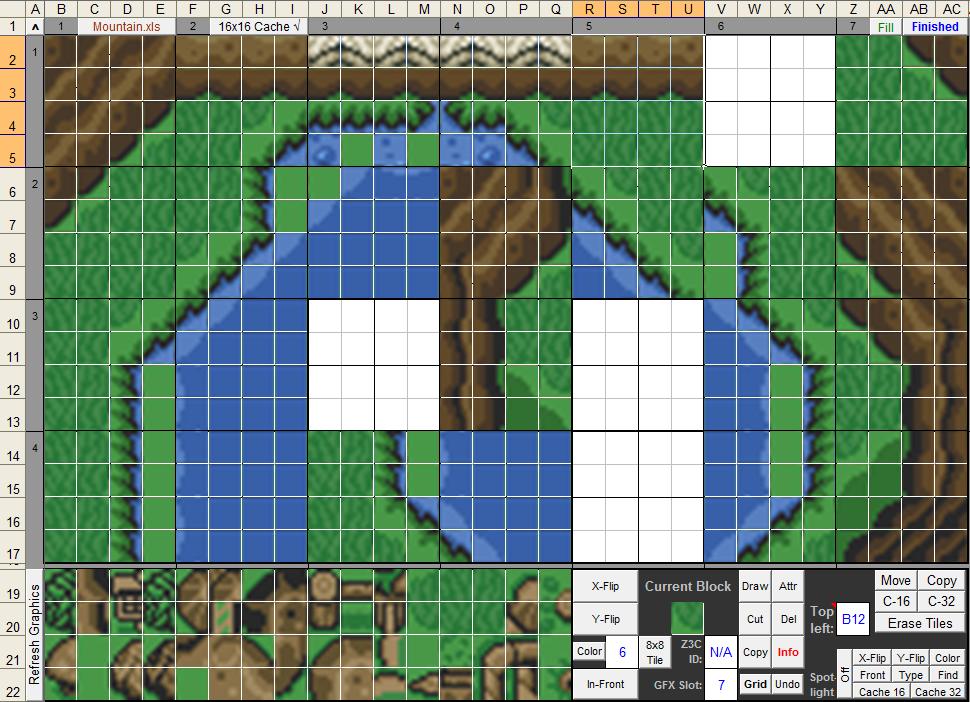 A B C D E F G H I J K L M N O P Q R S T U V W X Y Z AA AB AC
1 ʌ 1 Mountain.xls 2 16x16 Cache √ 3 4 5 6 7 Fill Finished
2 1
3
4
5
6 2
7
8
9
10 3
11
12
13
14 4
15
16
17
19
20
21
22
Refresh Graphics
X-Flip Current Block Draw Attr Move Copy
C-16 C-32
Y-Flip Cut Del Top left: B12 Erase Tiles
Color 6 8x8 Tile Z3C ID: N/A Copy Info
Off X-Flip Y-Flip Color
In-Front GFX Slot: 7 Grid Undo Spot-light Front Type Find
Cache 16 Cache 32